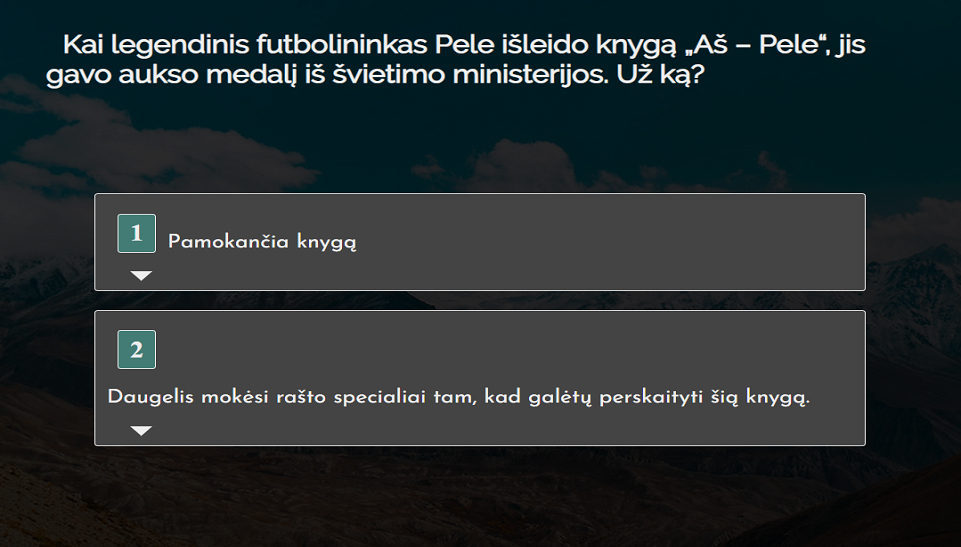 Kai legendinis futbolininkas Pele išleido knygą „Aš – Pele“, jis
gavo aukso medalį iš švietimo ministerijos. Už ką?
1 Pamokančia knygą
2
Daugelis mokėsi rašto specialiai tam, kad galėtų perskaityti šią knygą.